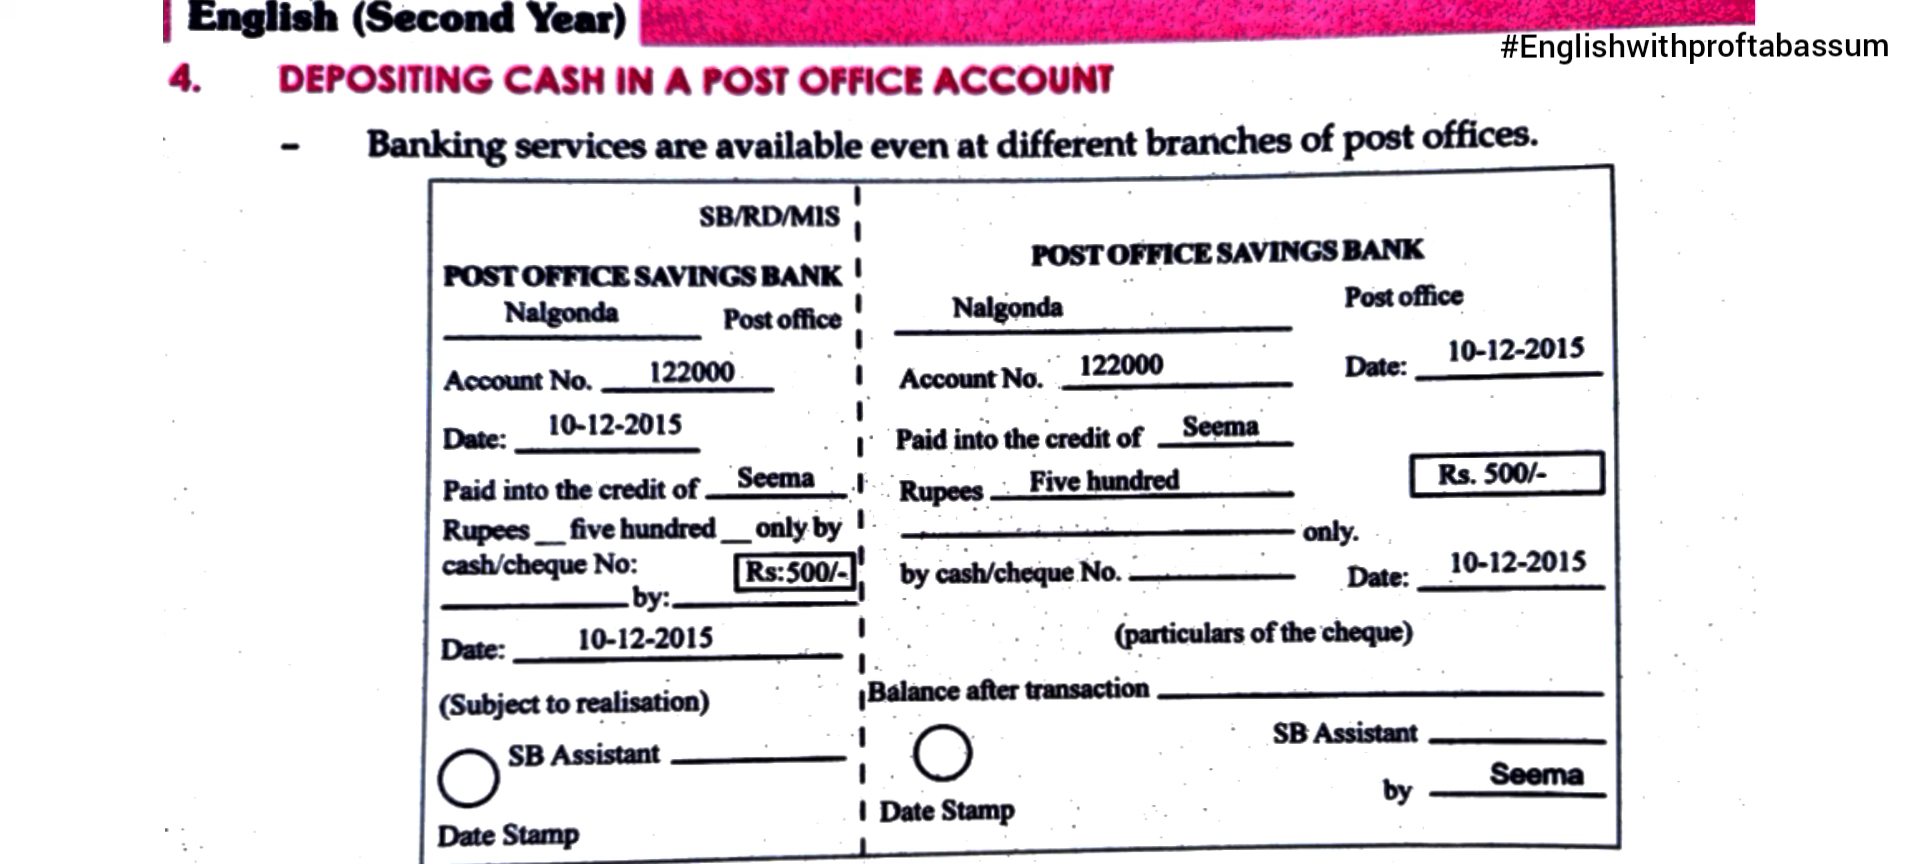 English (Second Year)
#Englishwithproftabassum
4. DEPOSITING CASH IN A POST OFFICE ACCOUNT
- Banking services are available even at different branches of post offices.
SB/RD/MIS
POST OFFICE SAVINGS BANK
Nalgonda Post office
Account No. 122000
Date: 10-12-2015
Paid into the credit of Seema
Rupees __ five hundred __ only by
cash/cheque No: Rs:500/-
by:
Date: 10-12-2015
(Subject to realisation)
SB Assistant
Date Stamp
POST OFFICE SAVINGS BANK
Nalgonda Post office
Account No. 122000 Date: 10-12-2015
Paid into the credit of Seema
Rupees Five hundred Rs. 500/-
only.
by cash/cheque No. Date: 10-12-2015
(particulars of the cheque)
Balance after transaction
SB Assistant
by Seema
Date Stamp